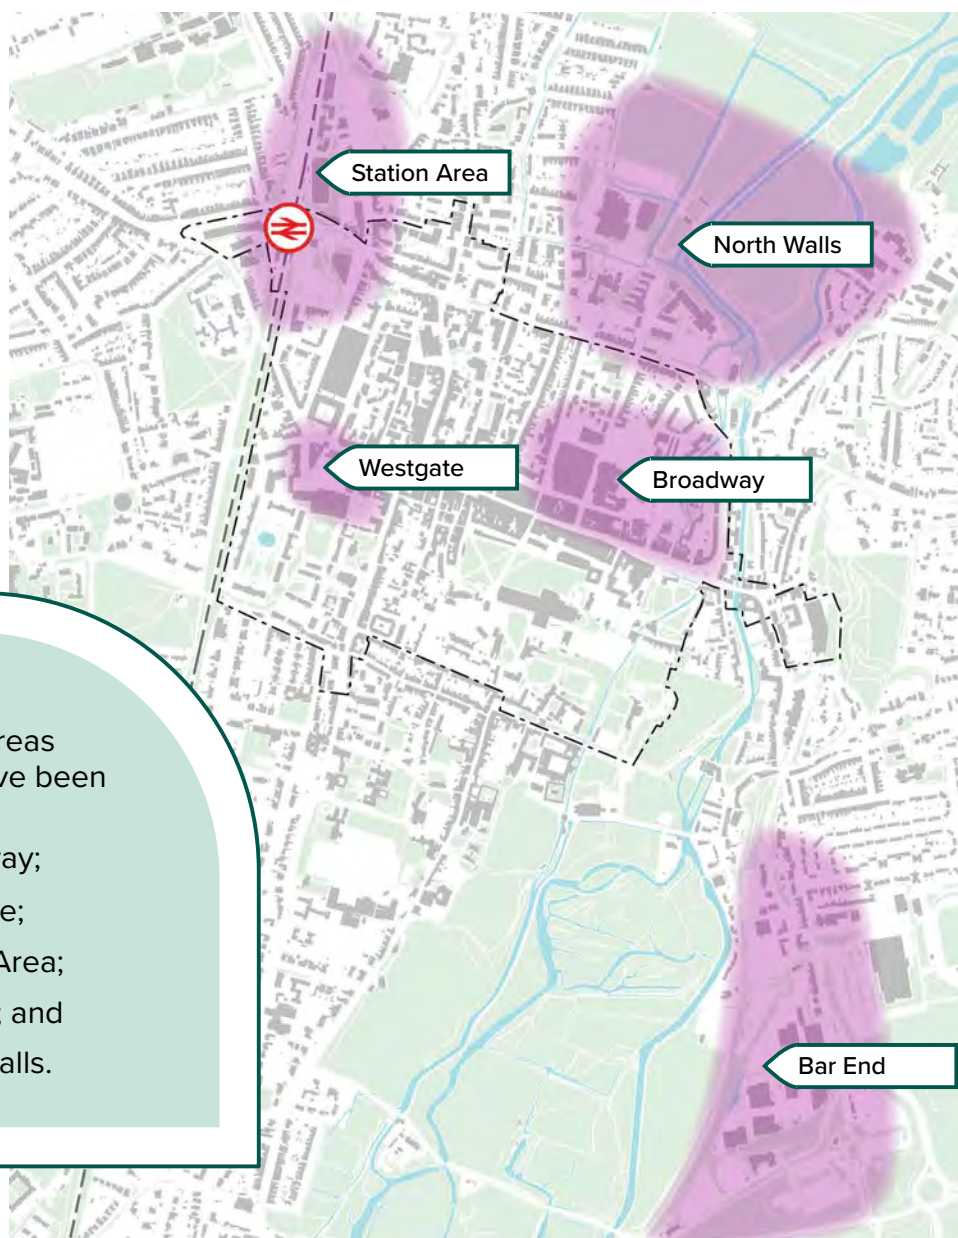 Station Area
North Walls
Westgate
Broadway
reas
ve been
ay;
e;
Area;
; and
alls.
Bar End